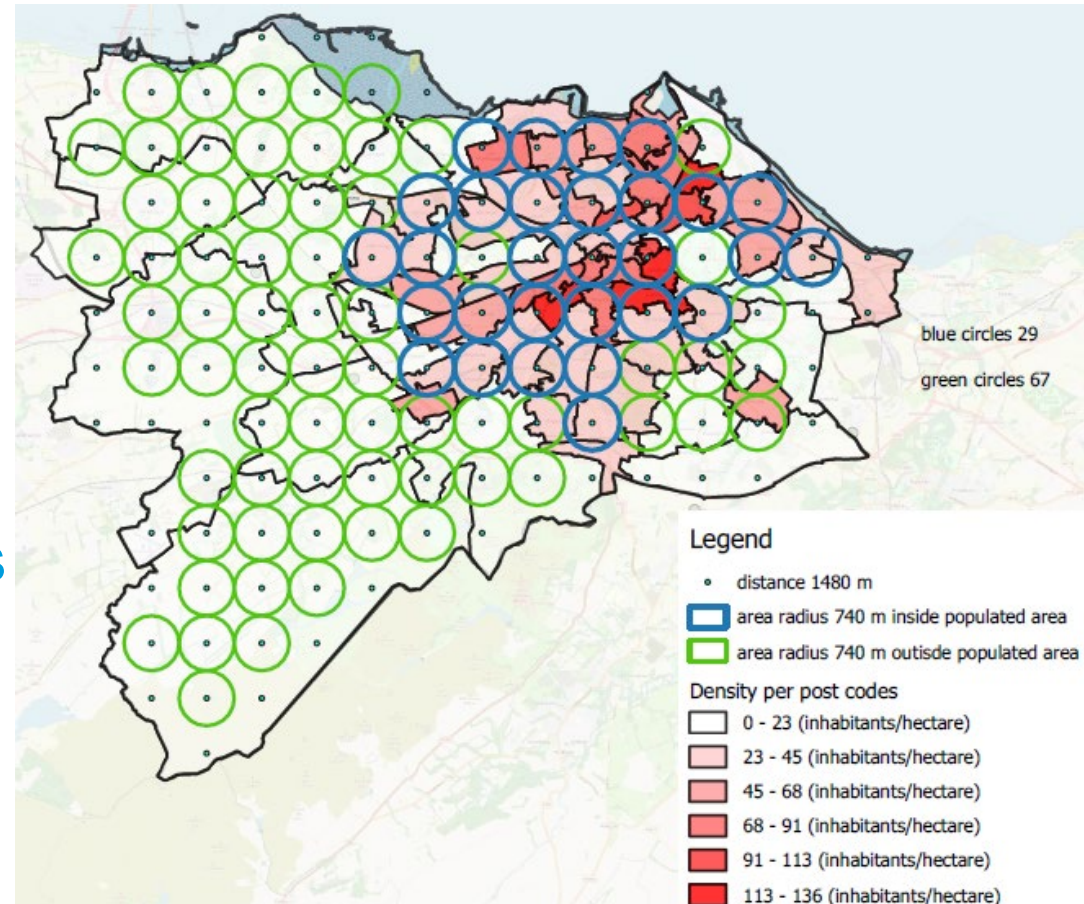 blue circles 29
green circles 67
s
Legend
distance 1480 m
area radius 740 m inside populated area
area radius 740 m outisde populated area
Density per post codes
0 - 23 (inhabitants/hectare)
23 - 45 (inhabitants/hectare)
45 - 68 (inhabitants/hectare)
68 - 91 (inhabitants/hectare)
91 - 113 (inhabitants/hectare)
113 - 136 (inhabitants/hectare)